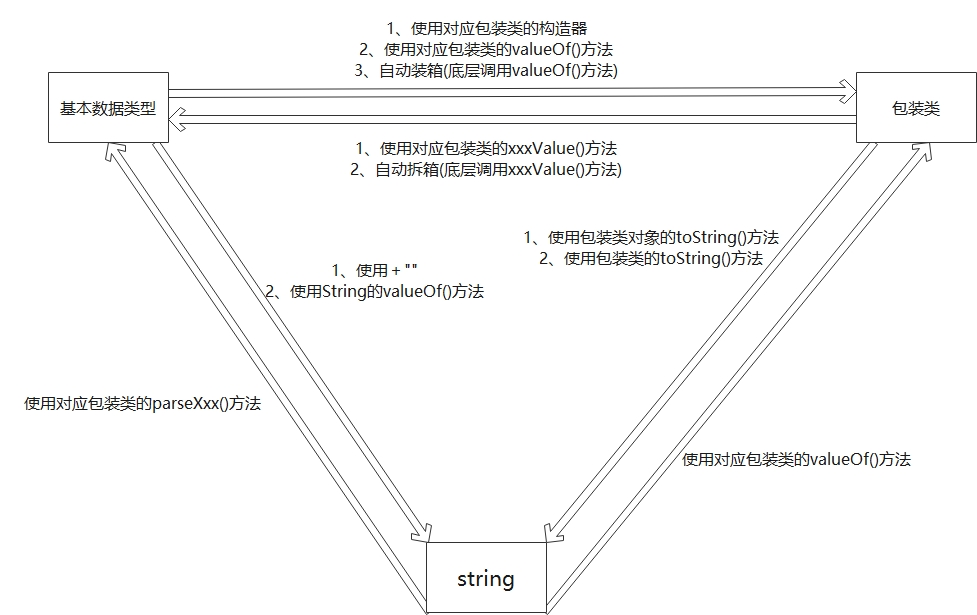 1、使用对应包装类的构造器
2、使用对应包装类的valueOf()方法
3、自动装箱(底层调用valueOf()方法)
基本数据类型
包装类
1、使用对应包装类的xxxValue()方法
2、自动拆箱(底层调用xxxValue()方法)
1、使用包装类对象的toString()方法
2、使用包装类的toString()方法
1、使用 + ""
2、使用String的valueOf()方法
使用对应包装类的parseXxx()方法
使用对应包装类的valueOf()方法
string